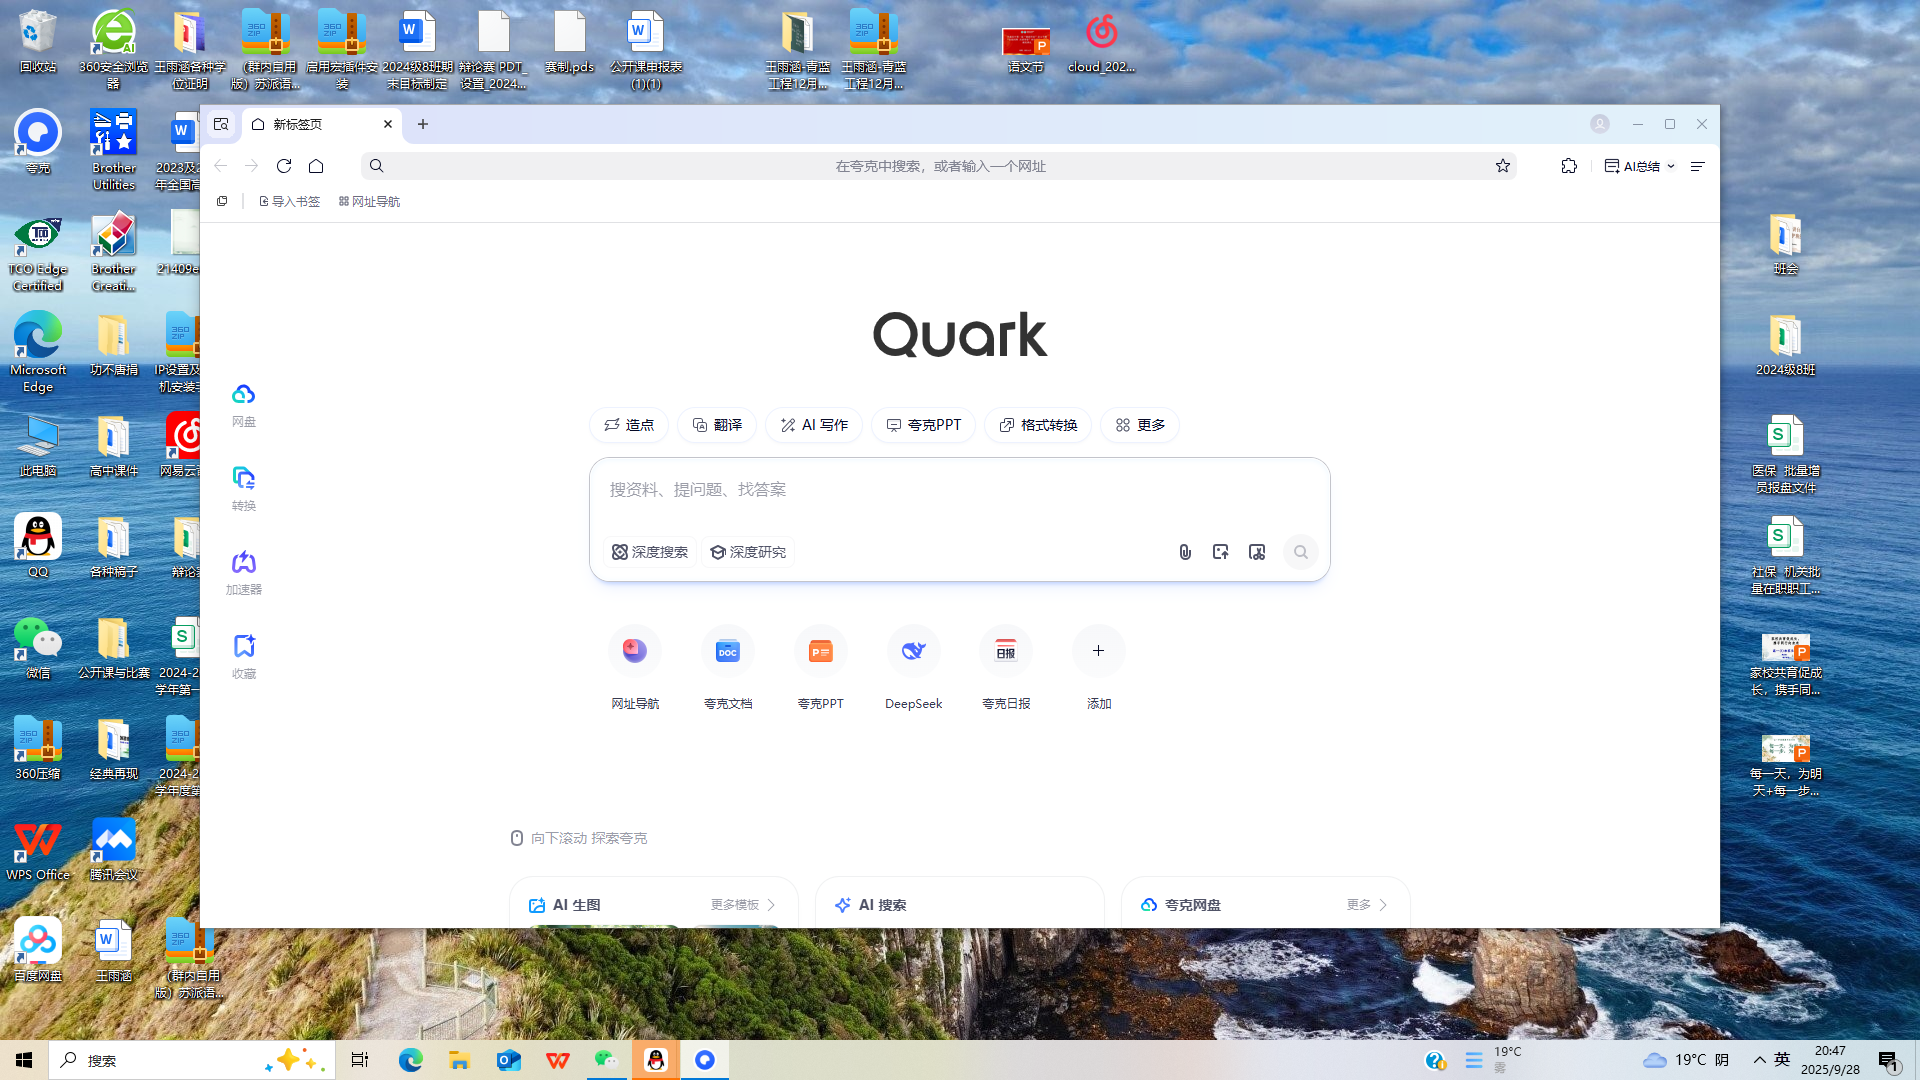 回收站
360安全浏览
器
王雨涵各种学
位证明
(群内自用
版) 苏派语...
启用宏插件安
装
2024级8班期
末目标制定
辩论赛 PDT_
设置_2024...
赛制.pds
公开课申报表
(1)(1)
王雨涵-青蓝
工程12月...
王雨涵-青蓝
工程12月...
语文节
cloud_202...
夸克
Brother
Utilities
2023及2
年全国高
TCO Edge
Certified
Brother
Creati...
21409e
Microsoft
Edge
功不唐捐
IP设置及
此电脑
高中课件
网易云音
QQ
各种稿子
辩论赛
微信
公开课与比赛
2024-2
学年第一
360压缩
经典再现
2024-2
学年度第
WPS Office
腾讯会议
百度网盘
王雨涵
(群内自用
版) 苏派语...
新标签页
在夸克中搜索，或者输入一个网址
AI总结
导入书签
网址导航
Quark
网盘
转换
加速器
收藏
造点
翻译
AI 写作
夸克PPT
格式转换
更多
搜资料、提问题、找答案
深度搜索
深度研究
DOC
日报
网址导航
夸克文档
夸克PPT
DeepSeek
夸克日报
添加
向下滚动 探索夸克
AI 生图
更多模板
AI 搜索
夸克网盘
更多
班会
2024级8班
医保_批量增
员报盘文件
社保_机关批
量在职职工...
家校共育促成
长，携手同...
每一天，为明
天+每一步...
搜索
19°C
雾
19°C 阴
英
20:47
2025/9/28
1